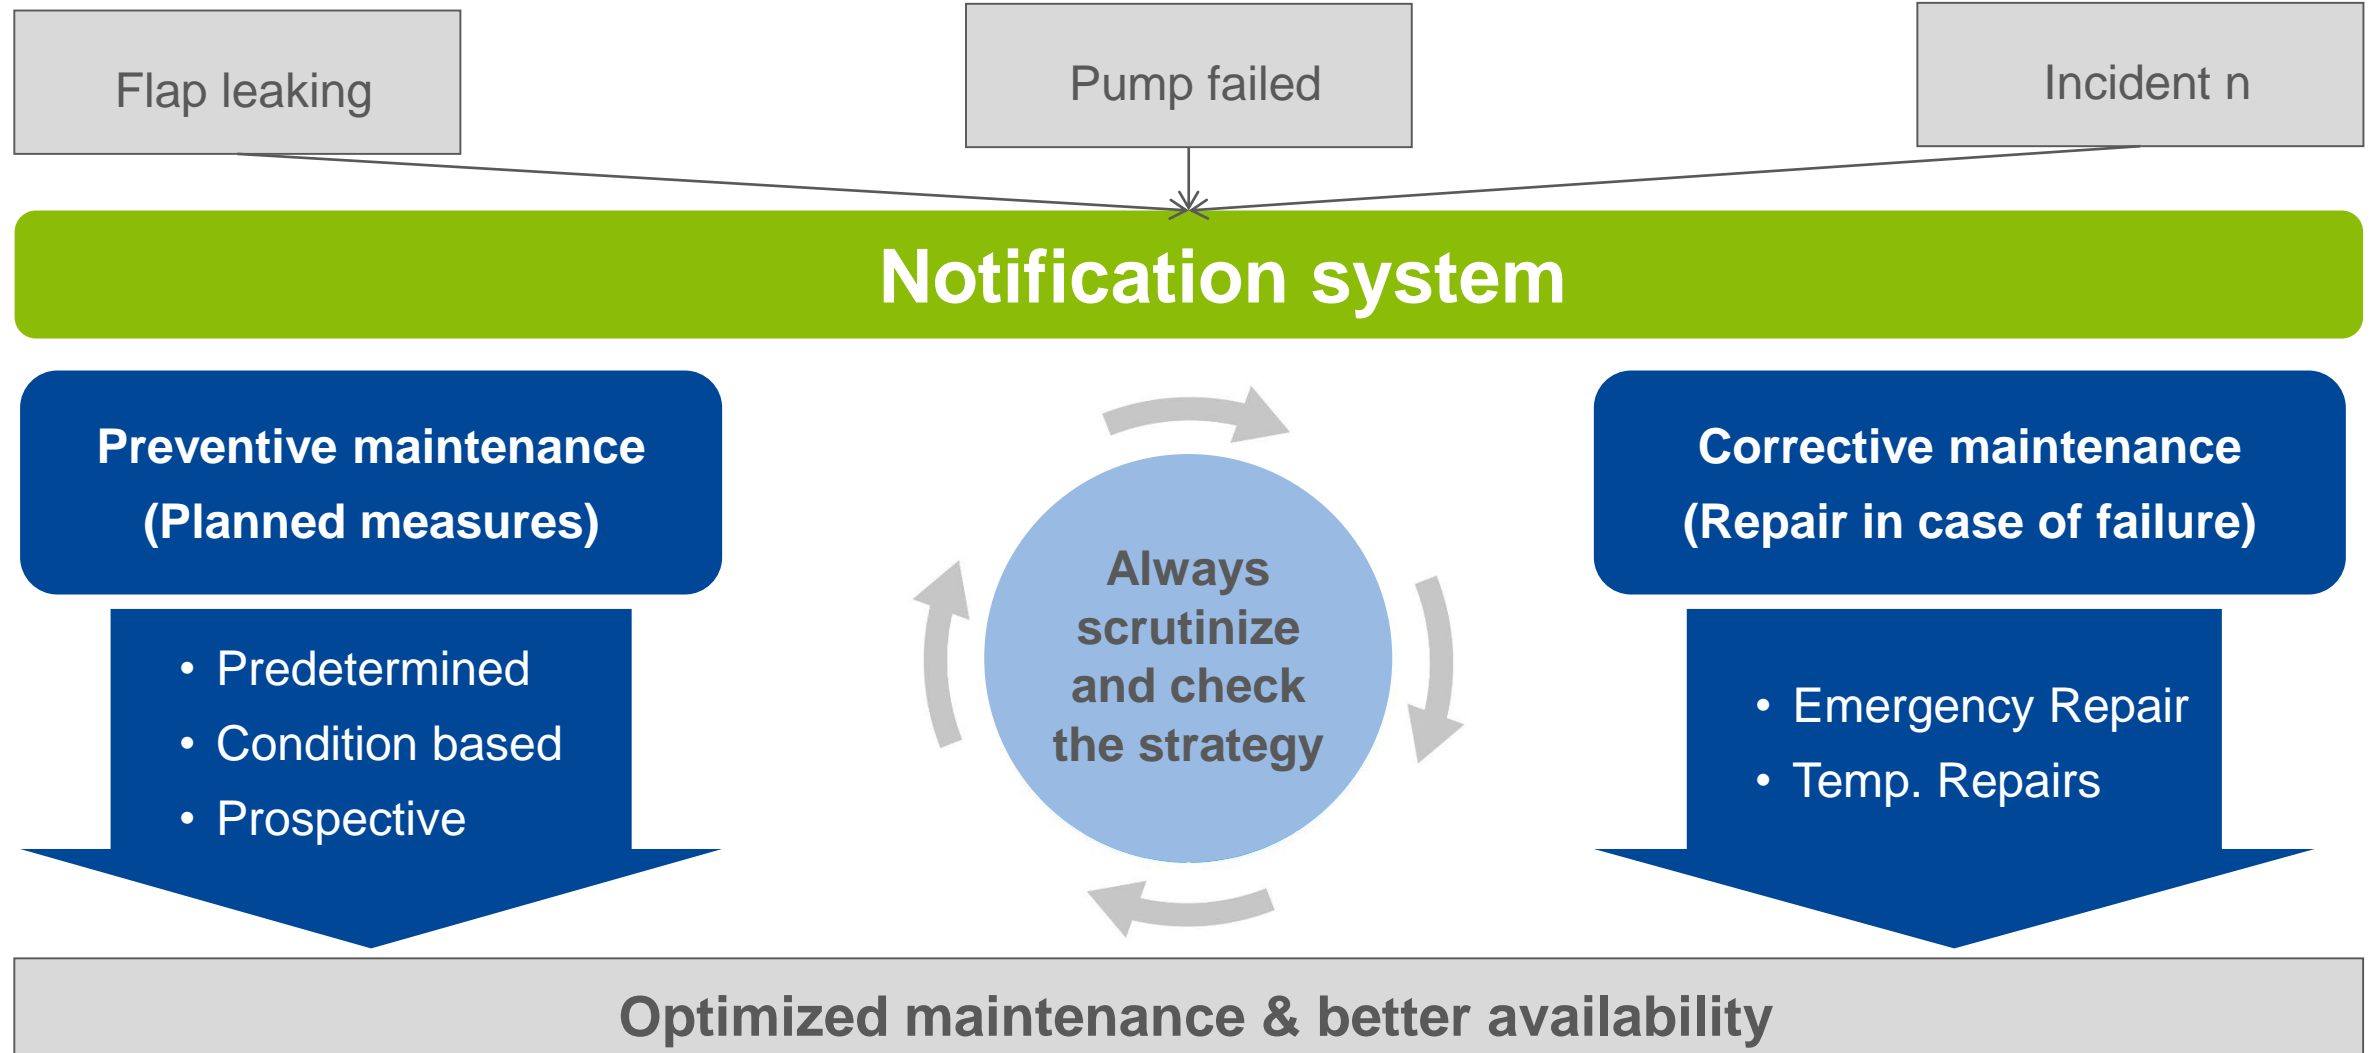 Flap leaking
Pump failed
Incident n
Notification system
Preventive maintenance
(Planned measures)
• Predetermined
• Condition based
• Prospective
Always
scrutinize
and check
the strategy
Corrective maintenance
(Repair in case of failure)
• Emergency Repair
• Temp. Repairs
Optimized maintenance & better availability